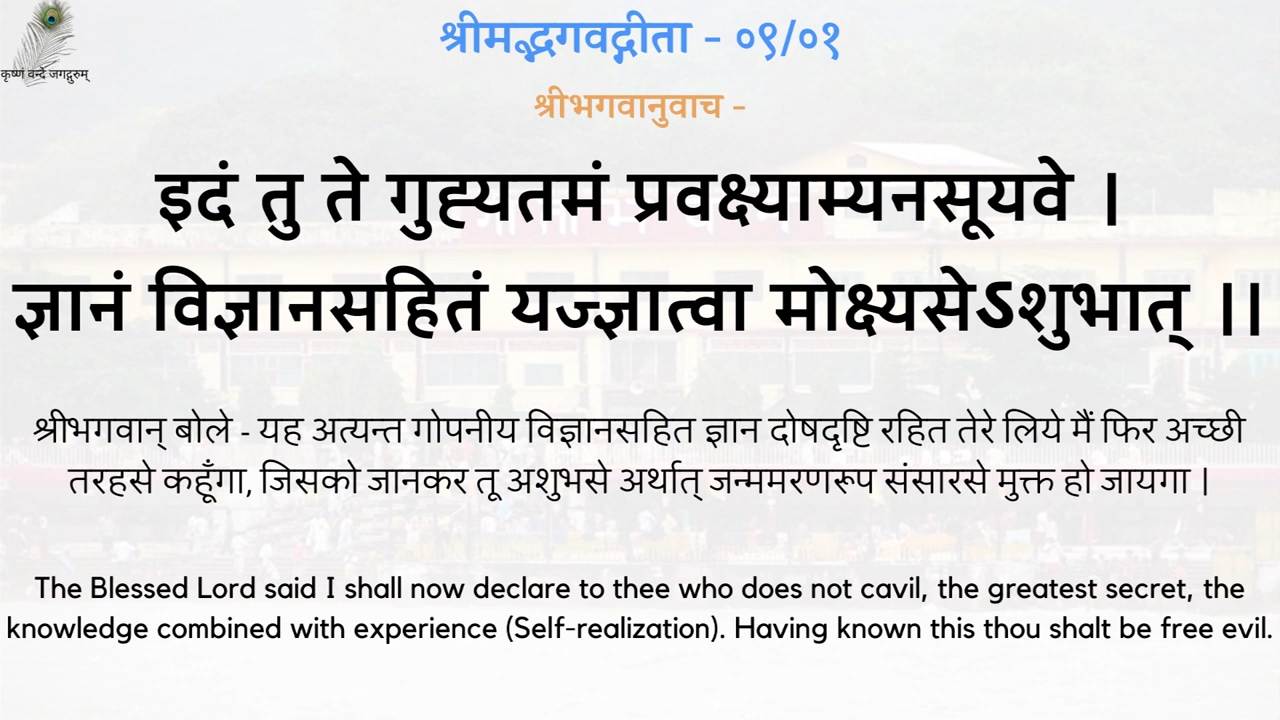 कृष्णं वन्दे जगद्गुरुम्
श्रीमद्भगवद्गीता - ०९/०१
श्रीभगवानुवाच -
इदं तु ते गुह्यतमं प्रवक्ष्याम्यनसूयवे ।
ज्ञानं विज्ञानसहितं यज्ज्ञात्वा मोक्ष्यसेऽशुभात् ।।
श्रीभगवान् बोले - यह अत्यन्त गोपनीय विज्ञानसहित ज्ञान दोषदृष्टि रहित तेरे लिये मैं फिर अच्छी
तरहसे कहूँगा, जिसको जानकर तू अशुभसे अर्थात् जन्ममरणरूप संसारसे मुक्त हो जायगा |
The Blessed Lord said I shall now declare to thee who does not cavil, the greatest secret, the
knowledge combined with experience (Self-realization). Having known this thou shalt be free evil.